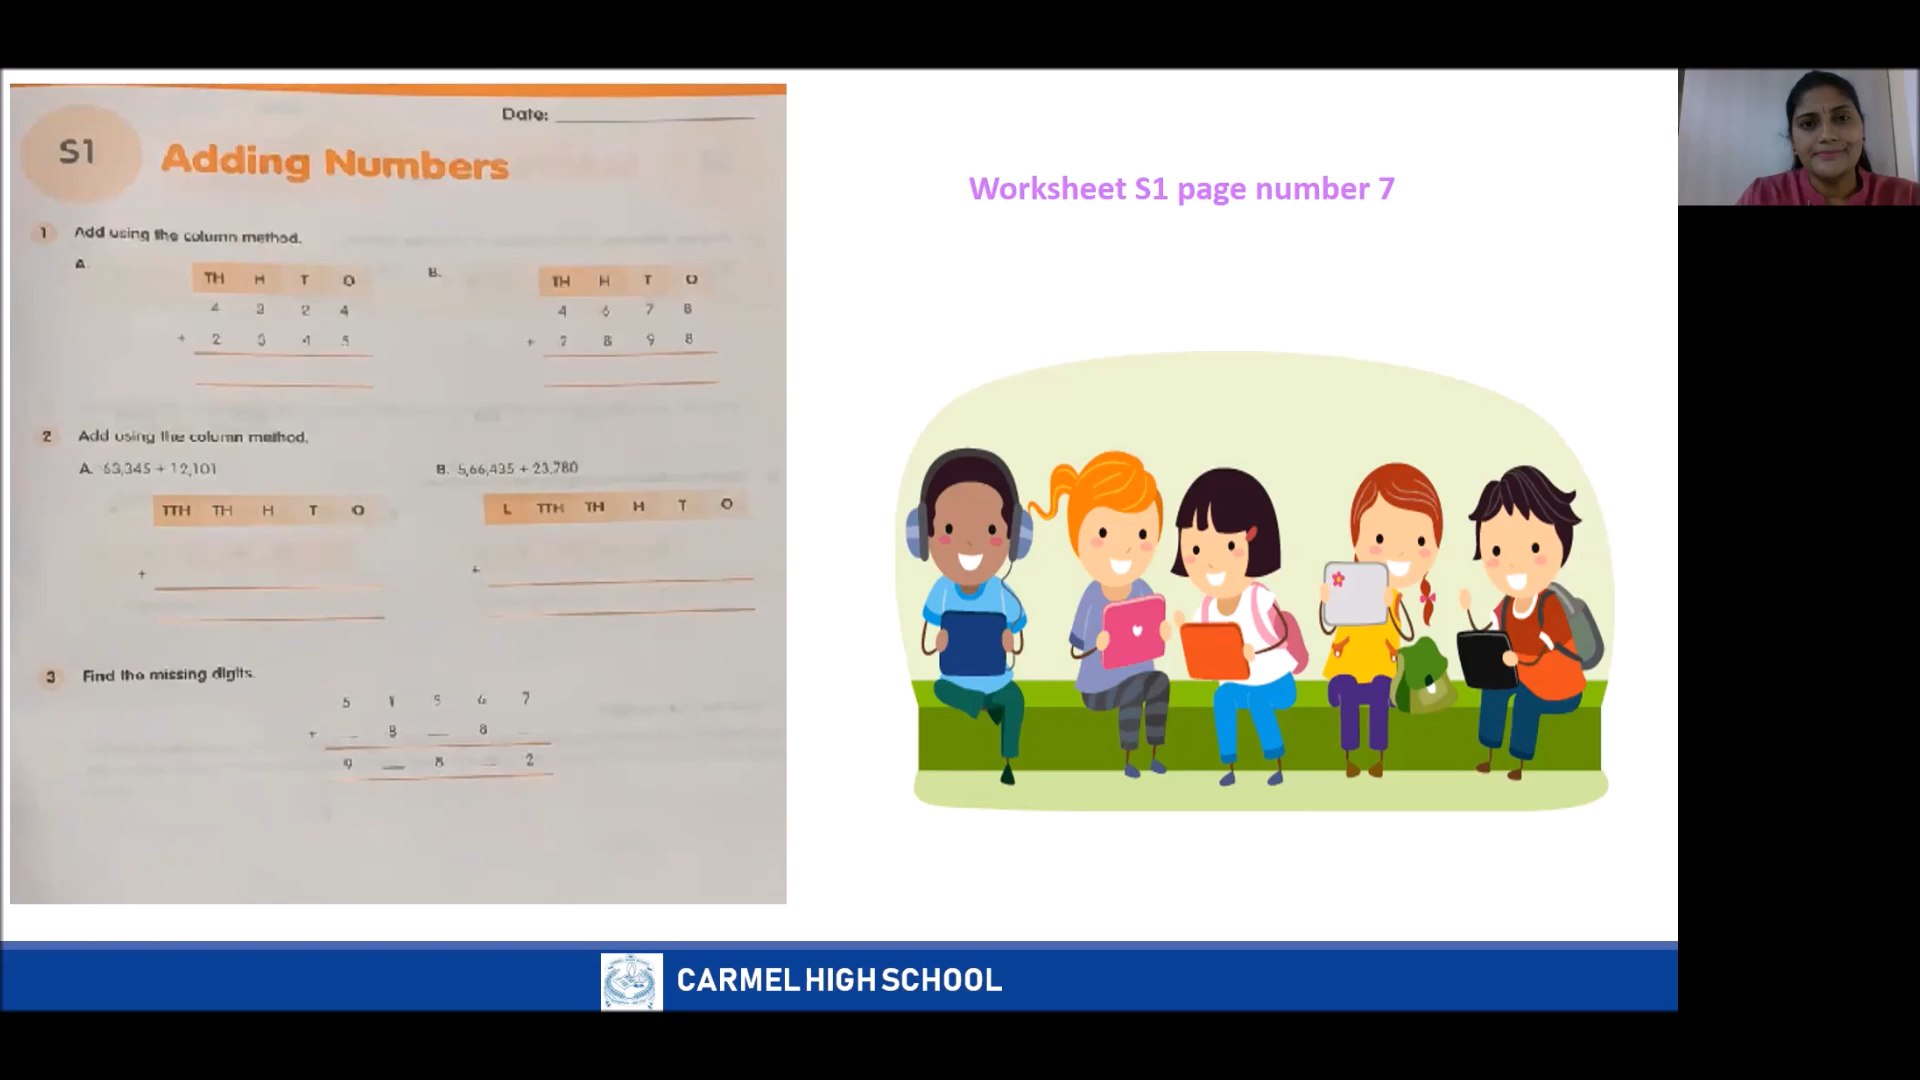 Date:
S1
Adding Numbers
Worksheet S1 page number 7
1 Add using the column method.
A.
TH H T O
4 3 2 4
+ 2 3 4 5
B.
TH H T O
4 6 7 8
+ 8 9 8
2 Add using the column method.
A. 63,345 + 12,101
TTH TH H T O
+
B. 5,66,435 + 23,780
L TTH TH H T O
+
3 Find the missing digits.
5 1 5 6 7
+ _ 8 _ 8 _
9 _ 8 _ 2
CARMEL HIGH SCHOOL